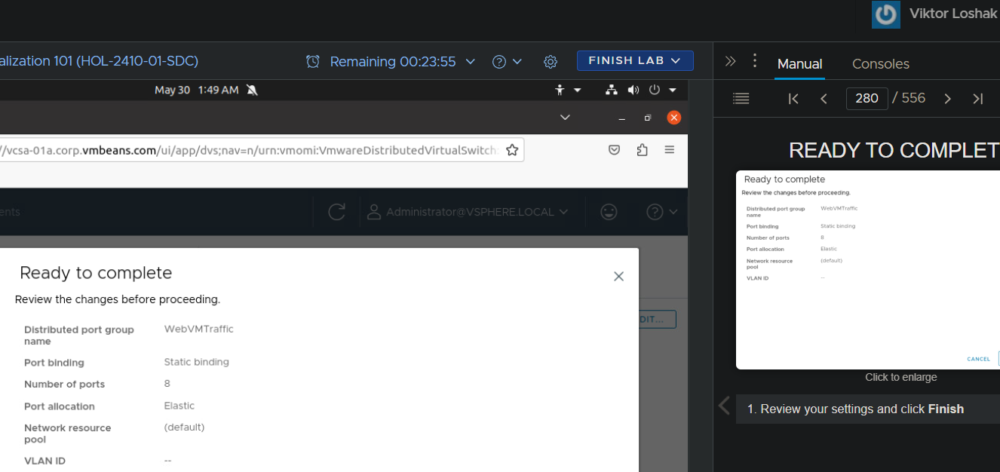 Viktor Loshak
alization 101 (HOL-2410-01-SDC)
Remaining 00:23:55
FINISH LAB
Manual
Consoles
May 30 1:49 AM
280 / 556
//vcsa-01a.corp.vmbeans.com/ui/app/dvs;nav=n/urn:vmomi:VmwareDistributedVirtualSwitch:
ents
Administrator@VSPHERE.LOCAL
Ready to complete
Review the changes before proceeding.
Distributed port group name WebVMTraffic
Port binding Static binding
Number of ports 8
Port allocation Elastic
Network resource pool (default)
VLAN ID --
DIT...
READY TO COMPLET
Ready to complete
Review the changes before proceeding.
Distributed port group name WebVMTraffic
Port binding Static binding
Number of ports 8
Port allocation Elastic
Network resource pool (default)
VLAN ID --
CANCEL
Click to enlarge
1. Review your settings and click Finish